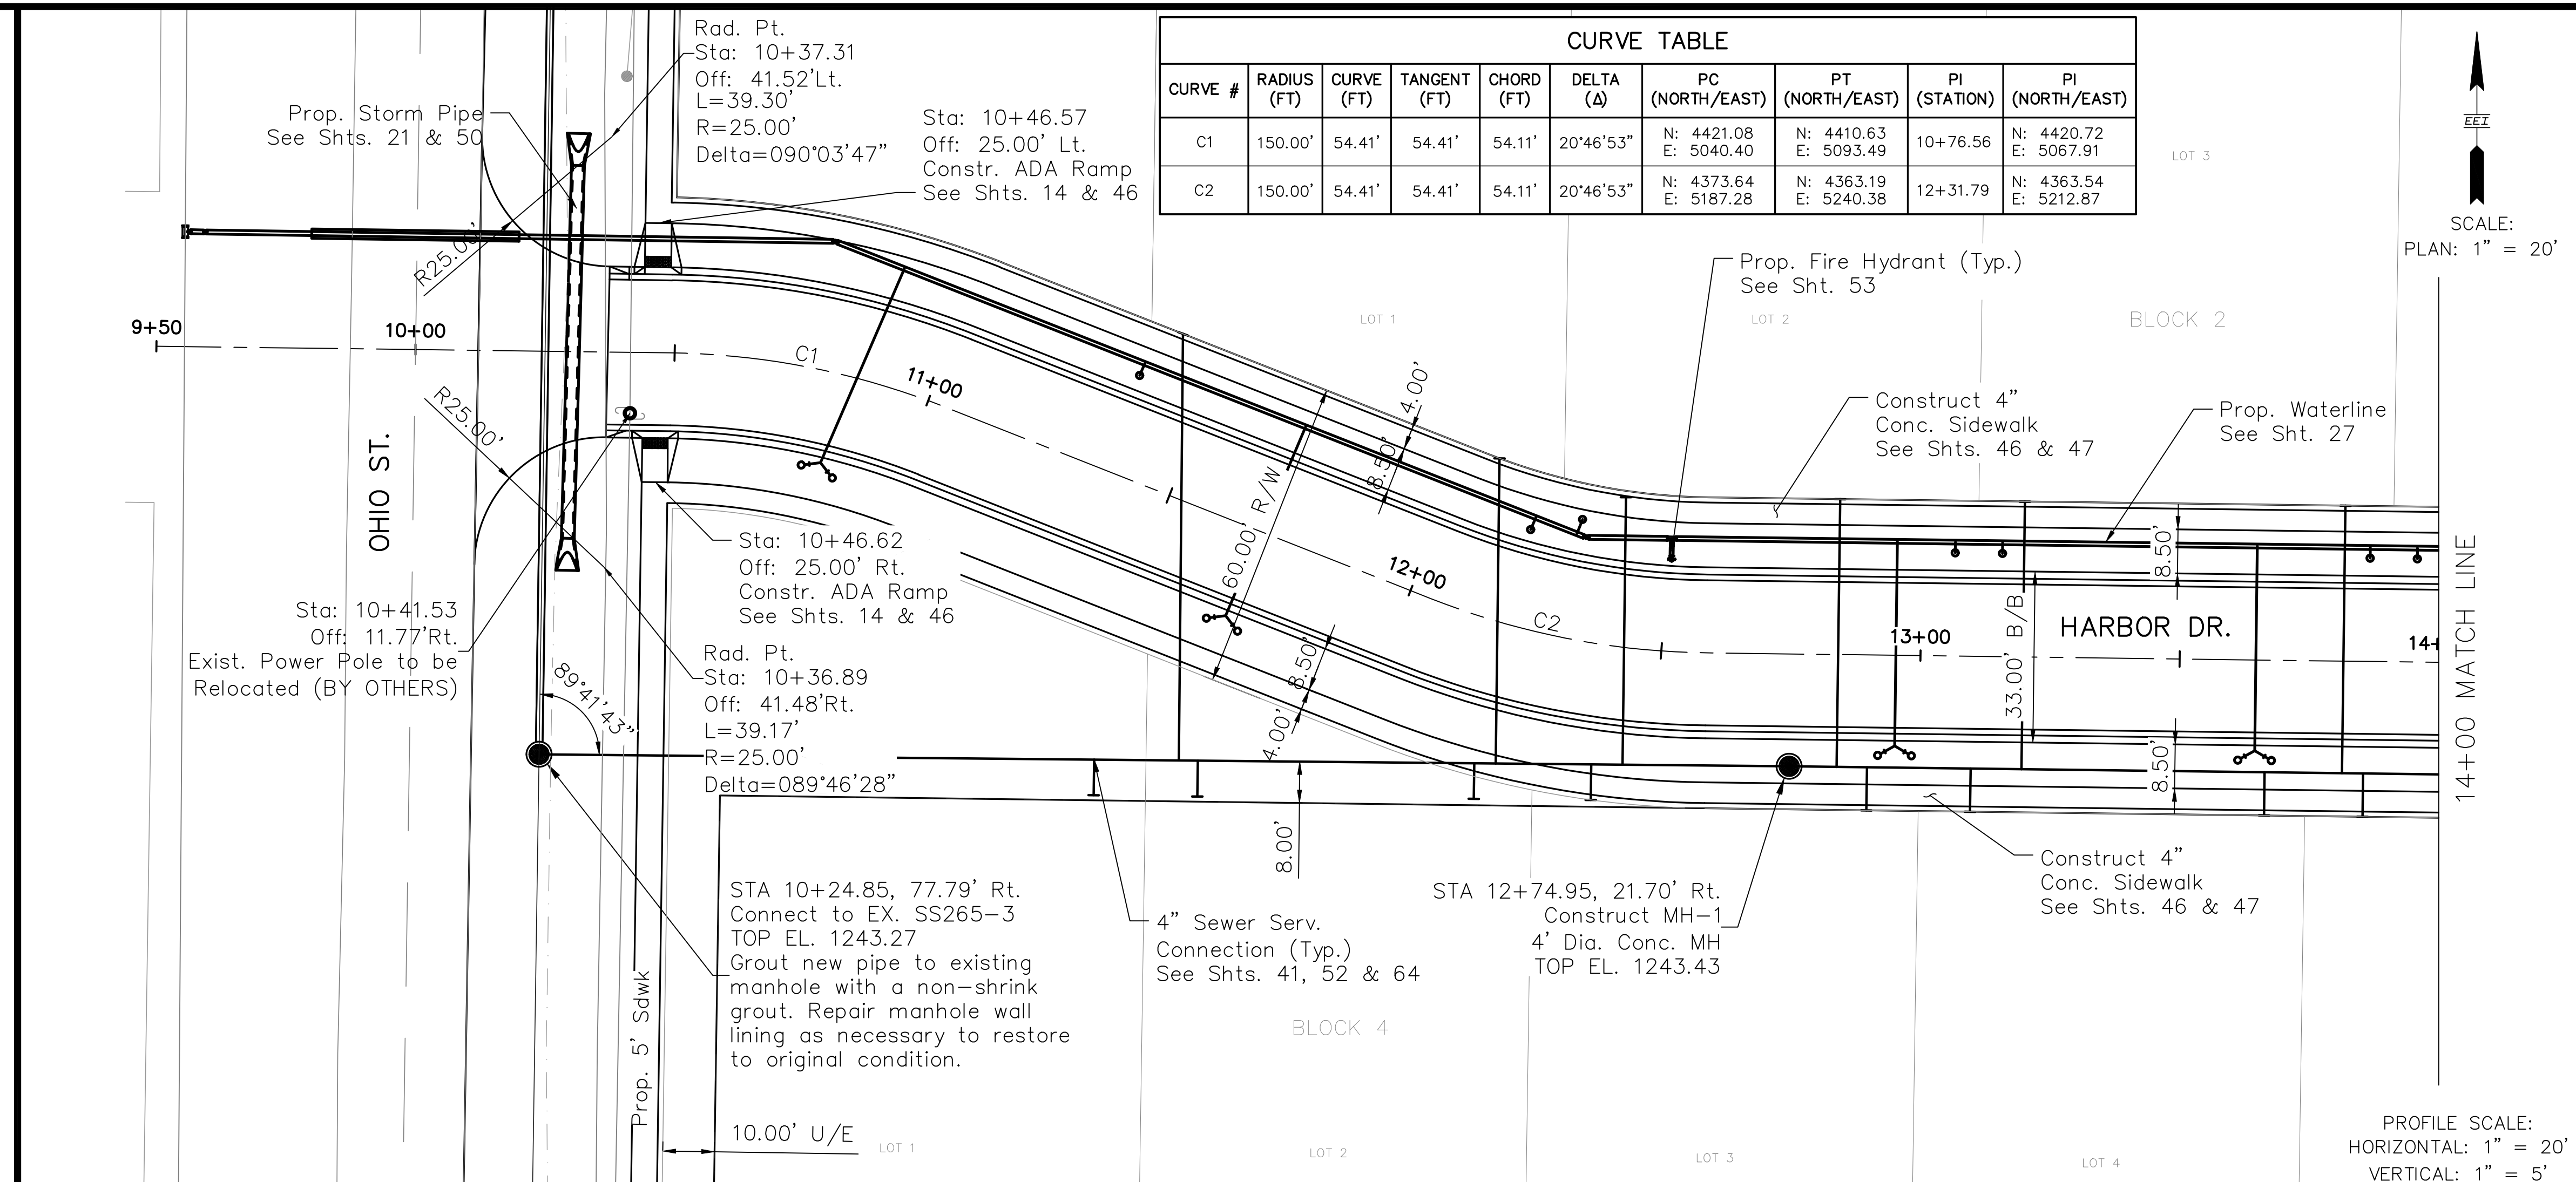 Rad. Pt.
Sta: 10+37.31
Off: 41.52'Lt.
L=39.30'
R=25.00'
Delta=090°03'47"
Prop. Storm Pipe
See Shts. 21 & 50
Sta: 10+46.57
Off: 25.00' Lt.
Constr. ADA Ramp
See Shts. 14 & 46
CURVE TABLE
CURVE # RADIUS (FT) CURVE (FT) TANGENT (FT) CHORD (FT) DELTA (Δ) PC (NORTH/EAST) PT (NORTH/EAST) PI (STATION) PI (NORTH/EAST)
C1 150.00' 54.41' 54.41' 54.11' 20°46'53" N: 4421.08 E: 5040.40 N: 4410.63 E: 5093.49 10+76.56 N: 4420.72 E: 5067.91
C2 150.00' 54.41' 54.41' 54.11' 20°46'53" N: 4373.64 E: 5187.28 N: 4363.19 E: 5240.38 12+31.79 N: 4363.54 E: 5212.87
LOT 3
EEI
SCALE:
PLAN: 1" = 20'
R25.00'
9+50
10+00
C1
11+00
Prop. Fire Hydrant (Typ.)
See Sht. 53
LOT 1
LOT 2
BLOCK 2
R25.00'
OHIO ST.
4.00'
8.50'
60.00' R/W
Construct 4"
Conc. Sidewalk
See Shts. 46 & 47
Prop. Waterline
See Sht. 27
8.50'
Sta: 10+46.62
Off: 25.00' Rt.
Constr. ADA Ramp
See Shts. 14 & 46
12+00
C2
13+00
HARBOR DR.
14+
33.00' B/B
14+00 MATCH LINE
Sta: 10+41.53
Off: 11.77'Rt.
Exist. Power Pole to be
Relocated (BY OTHERS)
89°41'43"
Rad. Pt.
Sta: 10+36.89
Off: 41.48'Rt.
L=39.17'
R=25.00'
Delta=089°46'28"
8.50'
4.00'
8.50'
8.00'
STA 10+24.85, 77.79' Rt.
Connect to EX. SS265-3
TOP EL. 1243.27
Grout new pipe to existing
manhole with a non-shrink
grout. Repair manhole wall
lining as necessary to restore
to original condition.
4" Sewer Serv.
Connection (Typ.)
See Shts. 41, 52 & 64
STA 12+74.95, 21.70' Rt.
Construct MH-1
4' Dia. Conc. MH
TOP EL. 1243.43
Construct 4"
Conc. Sidewalk
See Shts. 46 & 47
BLOCK 4
Prop. 5' Sdwk
10.00' U/E
LOT 1
LOT 2
LOT 3
LOT 4
PROFILE SCALE:
HORIZONTAL: 1" = 20'
VERTICAL: 1" = 5'